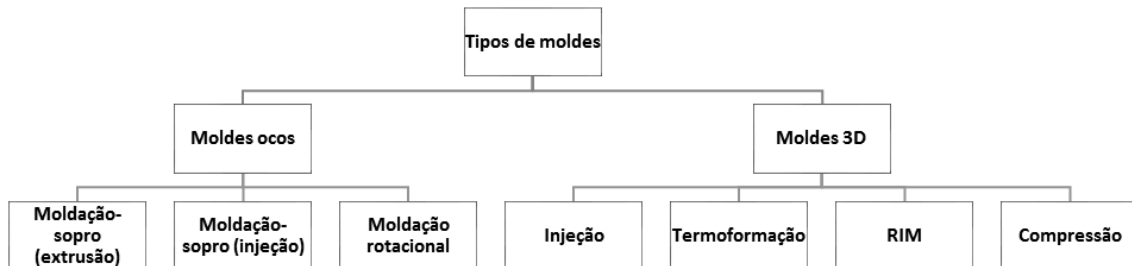 Tipos de moldes
Moldes ocos
Moldes 3D
Moldação-
sopro
(extrusão)
Moldação-
sopro (injeção)
Moldação
rotacional
Injeção
Termoformação
RIM
Compressão